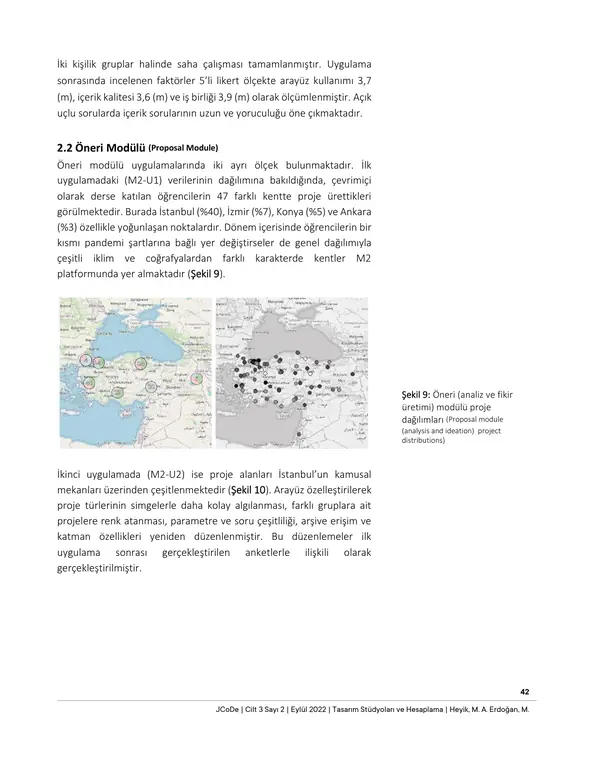 İki kişilik gruplar halinde saha çalışması tamamlanmıştır. Uygulama
sonrasında incelenen faktörler 5’li likert ölçekte arayüz kullanımı 3,7
(m), içerik kalitesi 3,6 (m) ve iş birliği 3,9 (m) olarak ölçümlenmiştir. Açık
uçlu sorularda içerik sorularının uzun ve yoruculuğu öne çıkmaktadır.
2.2 Öneri Modülü (Proposal Module)
Öneri modülü uygulamalarında iki ayrı ölçek bulunmaktadır. İlk
uygulamadaki (M2-U1) verilerinin dağılımına bakıldığında, çevrimiçi
olarak derse katılan öğrencilerin 47 farklı kentte proje ürettikleri
görülmektedir. Burada İstanbul (%40), İzmir (%7), Konya (%5) ve Ankara
(%3) özellikle yoğunlaşan noktalardır. Dönem içerisinde öğrencilerin bir
kısmı pandemi şartlarına bağlı yer değiştirseler de genel dağılımıyla
çeşitli iklim ve coğrafyalardan farklı karakterde kentler M2
platformunda yer almaktadır (Şekil 9).
Şekil 9: Öneri (analiz ve fikir
üretimi) modülü proje
dağılımları (Proposal module
(analysis and ideation) project
distributions)
İkinci uygulamada (M2-U2) ise proje alanları İstanbul’un kamusal
mekanları üzerinden çeşitlenmektedir (Şekil 10). Arayüz özelleştirilerek
proje türlerinin simgelerle daha kolay algılanması, farklı gruplara ait
projelere renk atanması, parametre ve soru çeşitliliği, arşive erişim ve
katman özellikleri yeniden düzenlenmiştir. Bu düzenlemeler ilk
uygulama sonrası gerçekleştirilen anketlerle ilişkili olarak
gerçekleştirilmiştir.
42
JCoDe | Cilt 3 Sayı 2 | Eylül 2022 | Tasarım Stüdyoları ve Hesaplama | Heyik, M. A. Erdoğan, M.